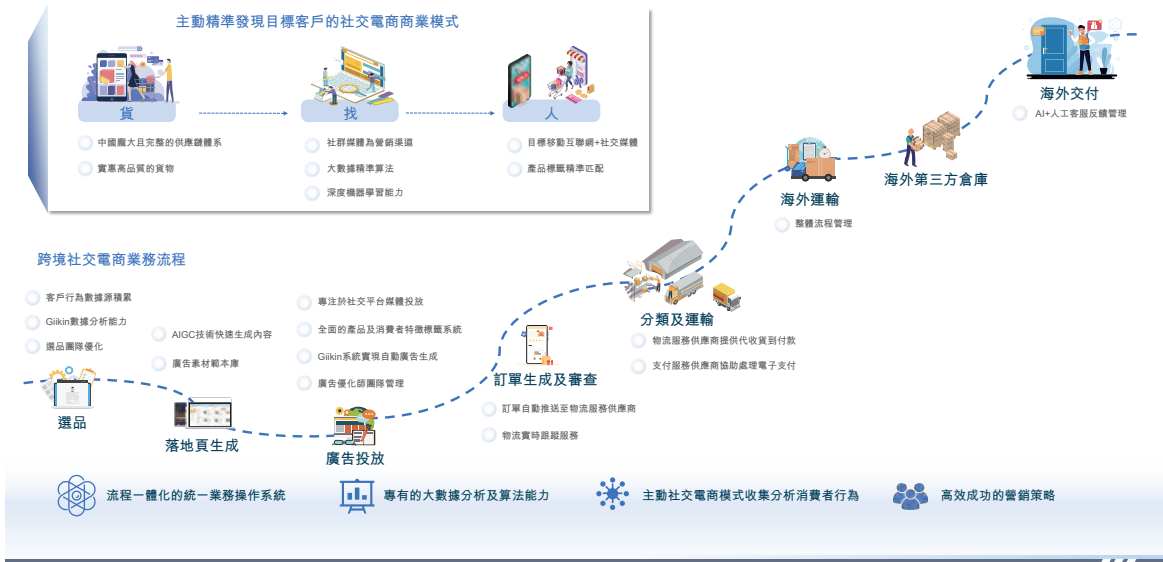 主動精準發現目標客戶的社交電商商業模式
貨
找
人
中國龐大且完整的供應鏈體系
實惠高品質的貨物
社群媒體為營銷渠道
大數據精準算法
深度機器學習能力
目標移動互聯網+社交媒體
產品標籤精準匹配
跨境社交電商業務流程
客戶行為數據源積累
Giikin數據分析能力
選品團隊優化
選品
AIGC技術快速生成內容
廣告素材範本庫
落地頁生成
專注於社交平台媒體投放
全面的產品及消費者特徵標籤系統
Giikin系統實現自動廣告生成
廣告優化師團隊管理
廣告投放
訂單生成及審查
訂單自動推送至物流服務供應商
物流實時跟蹤服務
分類及運輸
物流服務供應商提供代收貨到付款
支付服務供應商協助處理電子支付
海外運輸
整體流程管理
海外第三方倉庫
海外交付
AI+人工客服反饋管理
流程一體化的統一業務操作系統
專有的大數據分析及算法能力
主動社交電商模式收集分析消費者行為
高效成功的營銷策略